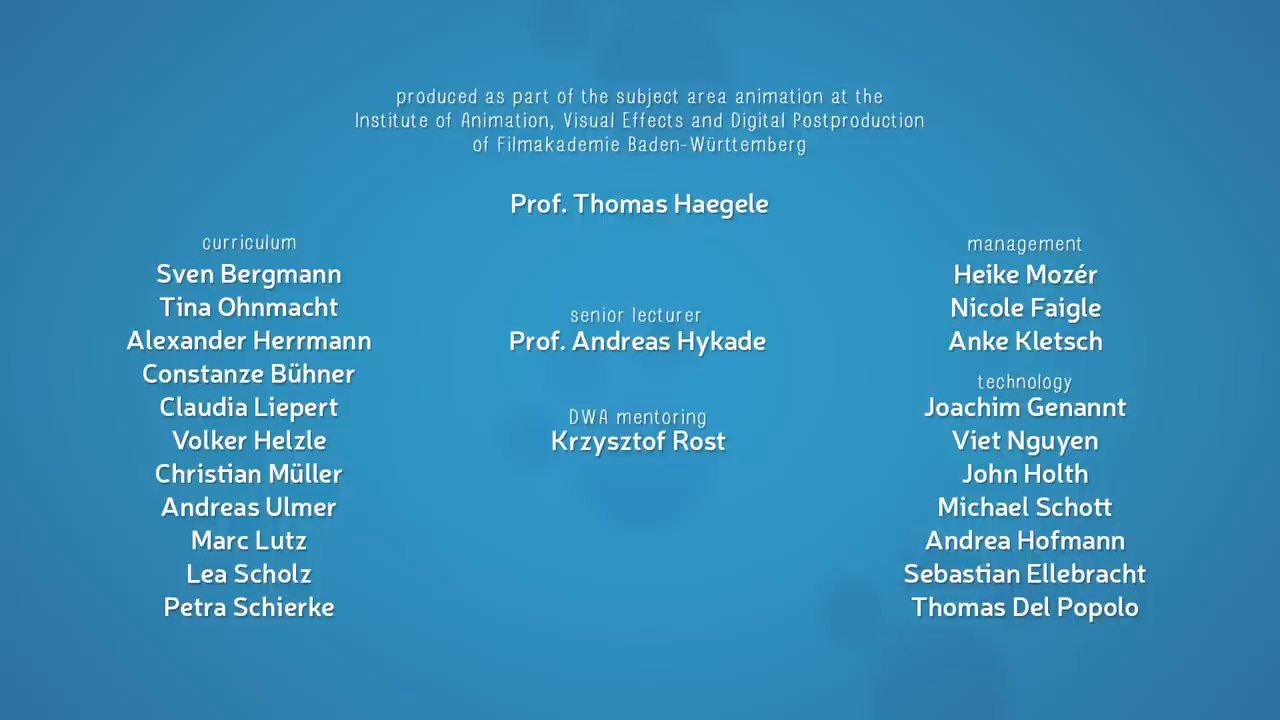 produced as part of the subject area animation at the
Institute of Animation, Visual Effects and Digital Postproduction
of Filmakademie Baden-Württemberg
Prof. Thomas Haegele
curriculum
Sven Bergmann
Tina Ohnmacht
Alexander Herrmann
Constanze Bühner
Claudia Liepert
Volker Helzle
Christian Müller
Andreas Ulmer
Marc Lutz
Lea Scholz
Petra Schierke
senior lecturer
Prof. Andreas Hykade
DWA mentoring
Krzysztof Rost
management
Heike Mozér
Nicole Faigle
Anke Kletsch
technology
Joachim Genannt
Viet Nguyen
John Holth
Michael Schott
Andrea Hofmann
Sebastian Ellebracht
Thomas Del Popolo